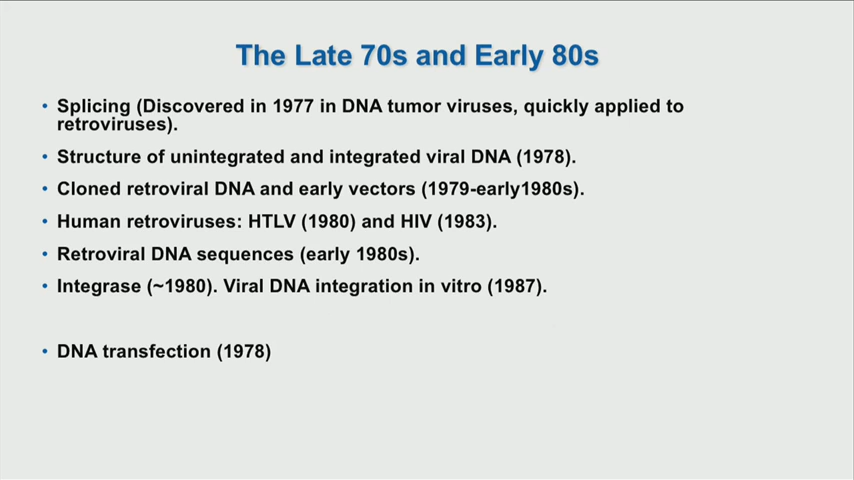 The Late 70s and Early 80s
• Splicing (Discovered in 1977 in DNA tumor viruses, quickly applied to
retroviruses).
• Structure of unintegrated and integrated viral DNA (1978).
• Cloned retroviral DNA and early vectors (1979-early1980s).
• Human retroviruses: HTLV (1980) and HIV (1983).
• Retroviral DNA sequences (early 1980s).
• Integrase (~1980). Viral DNA integration in vitro (1987).
• DNA transfection (1978)